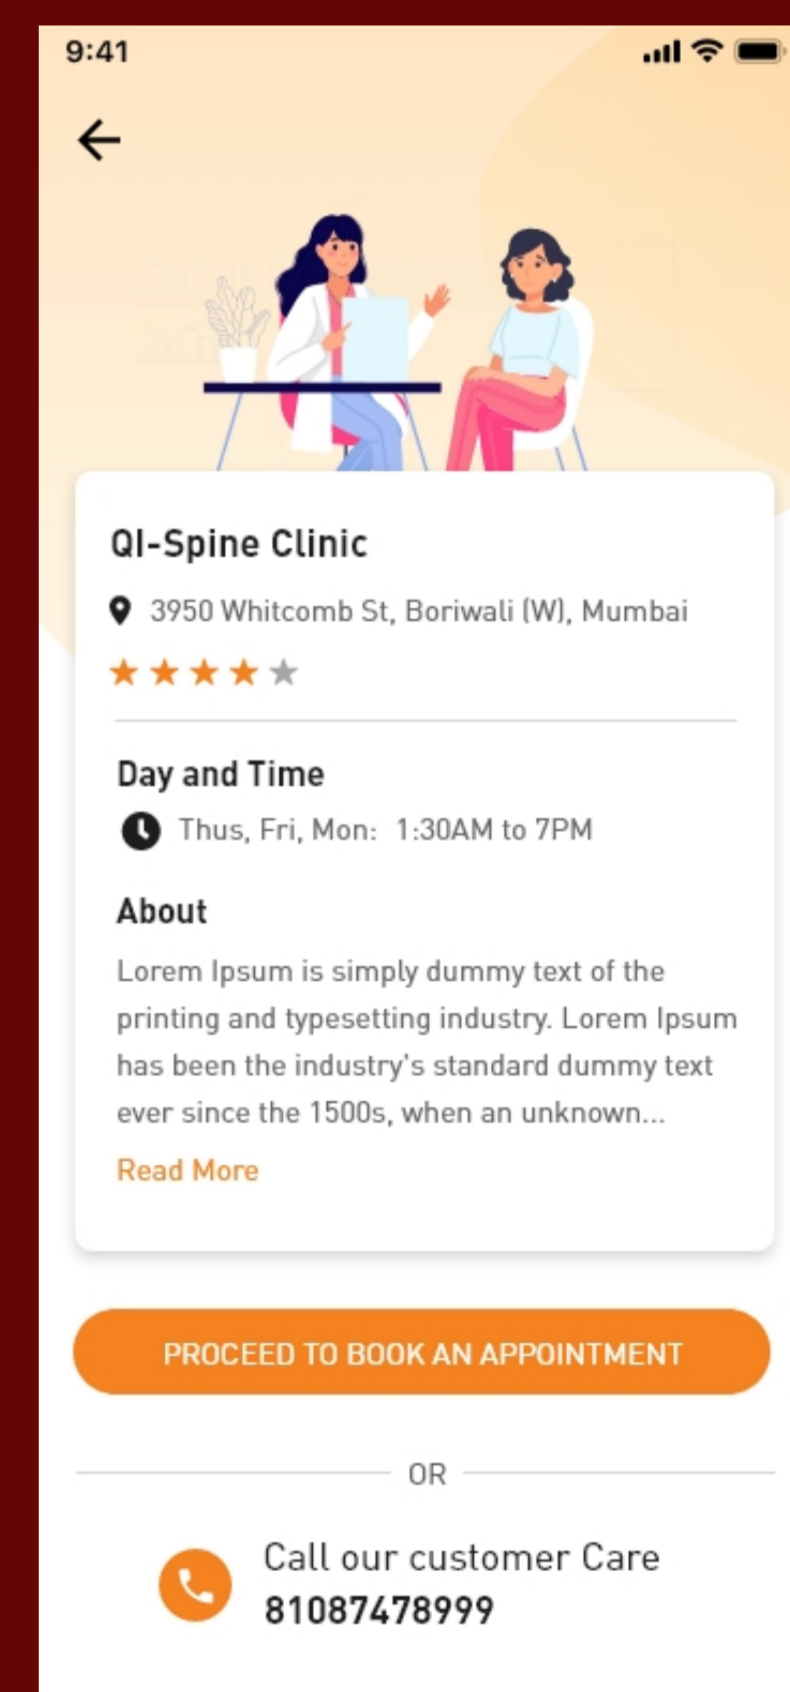 9:41
QI-Spine Clinic
3950 Whitcomb St, Boriwali (W), Mumbai
Day and Time
Thus, Fri, Mon: 1:30AM to 7PM
About
Lorem Ipsum is simply dummy text of the
printing and typesetting industry. Lorem Ipsum
has been the industry's standard dummy text
ever since the 1500s, when an unknown...
Read More
PROCEED TO BOOK AN APPOINTMENT
OR
Call our customer Care
81087478999